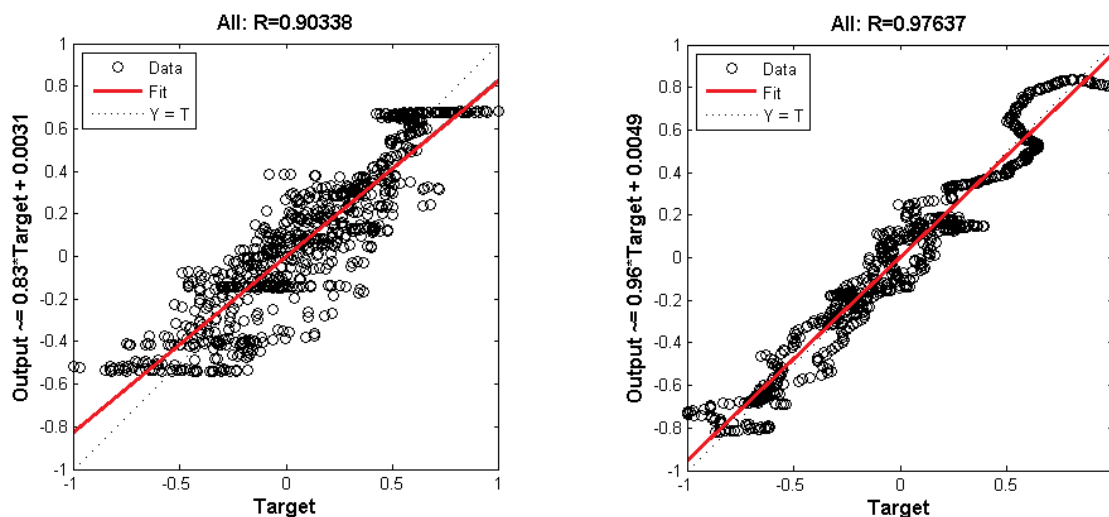 All: R=0.90338
Data
Fit
Y = T
Output ~= 0.83*Target + 0.0031
1
0.8
0.6
0.4
0.2
0
-0.2
-0.4
-0.6
-0.8
-1
-1
-0.5
0
0.5
1
Target
All: R=0.97637
Data
Fit
Y = T
Output ~= 0.96*Target + 0.0049
1
0.8
0.6
0.4
0.2
0
-0.2
-0.4
-0.6
-0.8
-1
-1
-0.5
0
0.5
Target